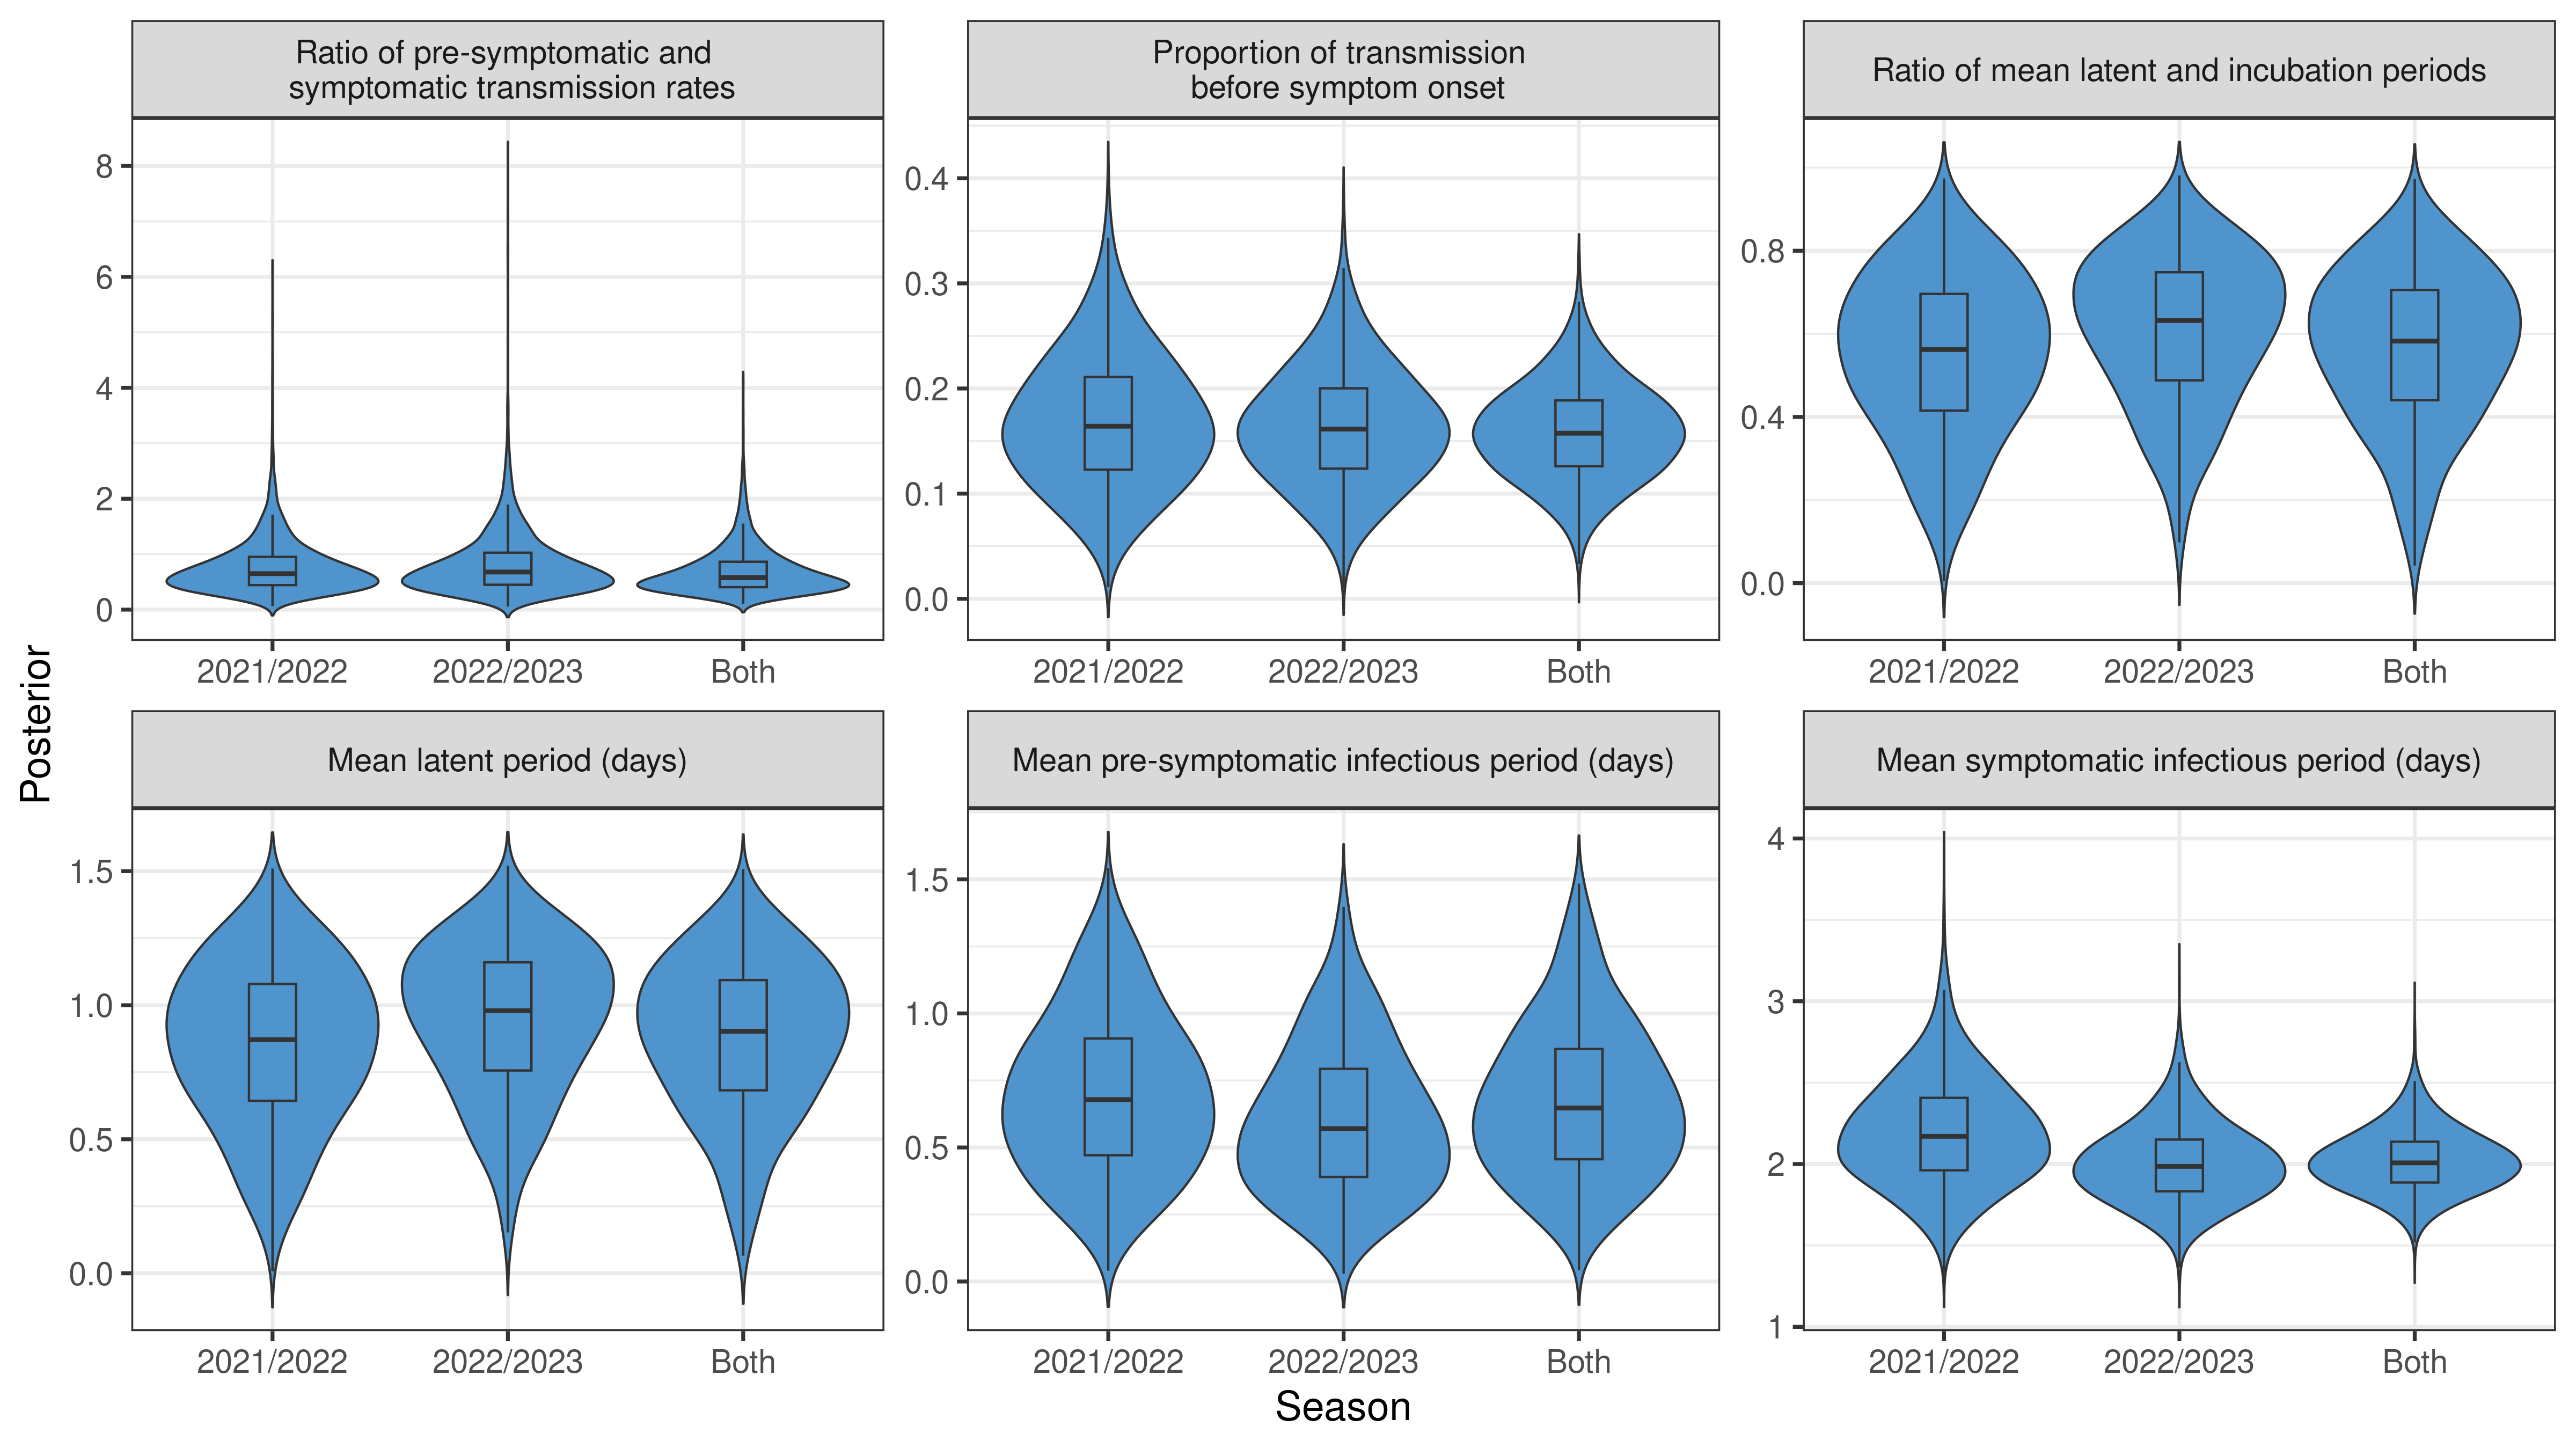 Ratio of pre-symptomatic and
symptomatic transmission rates
Proportion of transmission
before symptom onset
Ratio of mean latent and incubation periods
8
6
4
2
0
0.4
0.3
0.2
0.1
0.0
0.8
0.4
0.0
2021/2022
2022/2023
Both
2021/2022
2022/2023
Both
2021/2022
2022/2023
Both
Posterior
Mean latent period (days)
Mean pre-symptomatic infectious period (days)
Mean symptomatic infectious period (days)
1.5
1.0
0.5
0.0
1.5
1.0
0.5
0.0
4
3
2
1
2021/2022
2022/2023
Both
2021/2022
2022/2023
Both
2021/2022
2022/2023
Both
Season